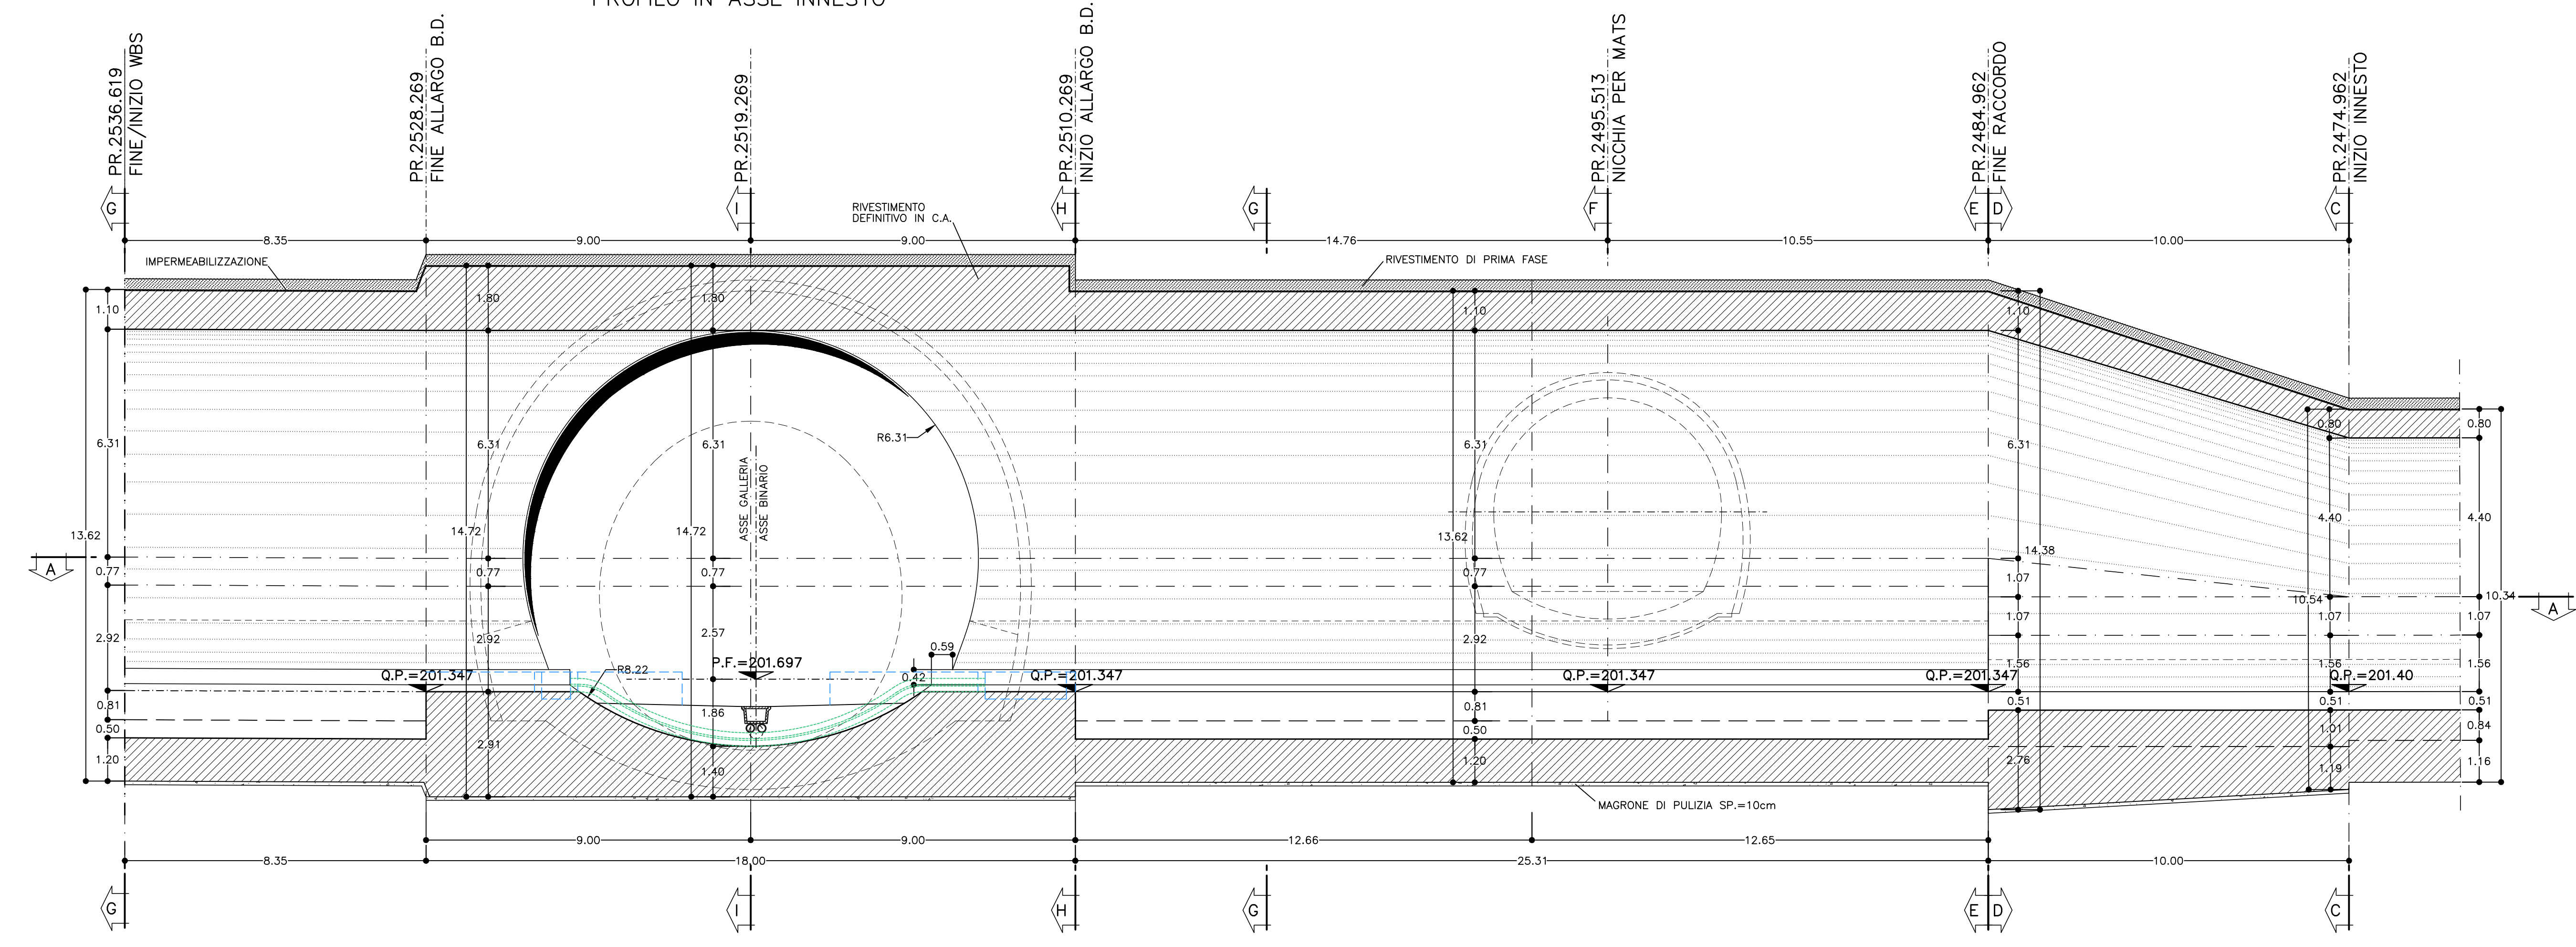 PROFILO IN ASSE INNESTO
PR.2536.619
FINE/INIZIO WBS
PR.2528.269
FINE ALLARGO B.D.
PR.2519.269
PR.2510.269
INIZIO ALLARGO B.D.
PR.2495.513
NICCHIA PER MATS
PR.2484.962
FINE RACCORDO
PR.2474.962
INIZIO INNESTO
G
I
H
G
F
E D
C
RIVESTIMENTO
DEFINITIVO IN C.A.
8.35
9.00
9.00
14.76
10.55
10.00
IMPERMEABILIZZAZIONE
RIVESTIMENTO DI PRIMA FASE
1.10
1.80
1.80
1.10
1.10
0.80
0.80
6.31
6.31
6.31
R6.31
6.31
6.31
4.40
4.40
ASSE GALLERIA
ASSE BINARIO
13.62
14.72
14.72
13.62
14.38
A
0.77
0.77
0.77
0.77
1.07
10.54
10.34
A
2.92
2.92
2.57
2.92
1.07
1.07
1.07
0.59
R8.22
0.42
1.56
1.56
Q.P.=201.347
P.F.=201.697
Q.P.=201.347
Q.P.=201.347
Q.P.=201.347
Q.P.=201.40
0.81
1.86
0.81
0.51
0.51
0.51
0.50
2.91
0.50
1.01
0.84
1.20
1.40
1.20
2.76
1.19
1.16
MAGRONE DI PULIZIA SP.=10cm
9.00
9.00
12.66
12.65
8.35
18.00
25.31
10.00
G
I
H
G
E D
C